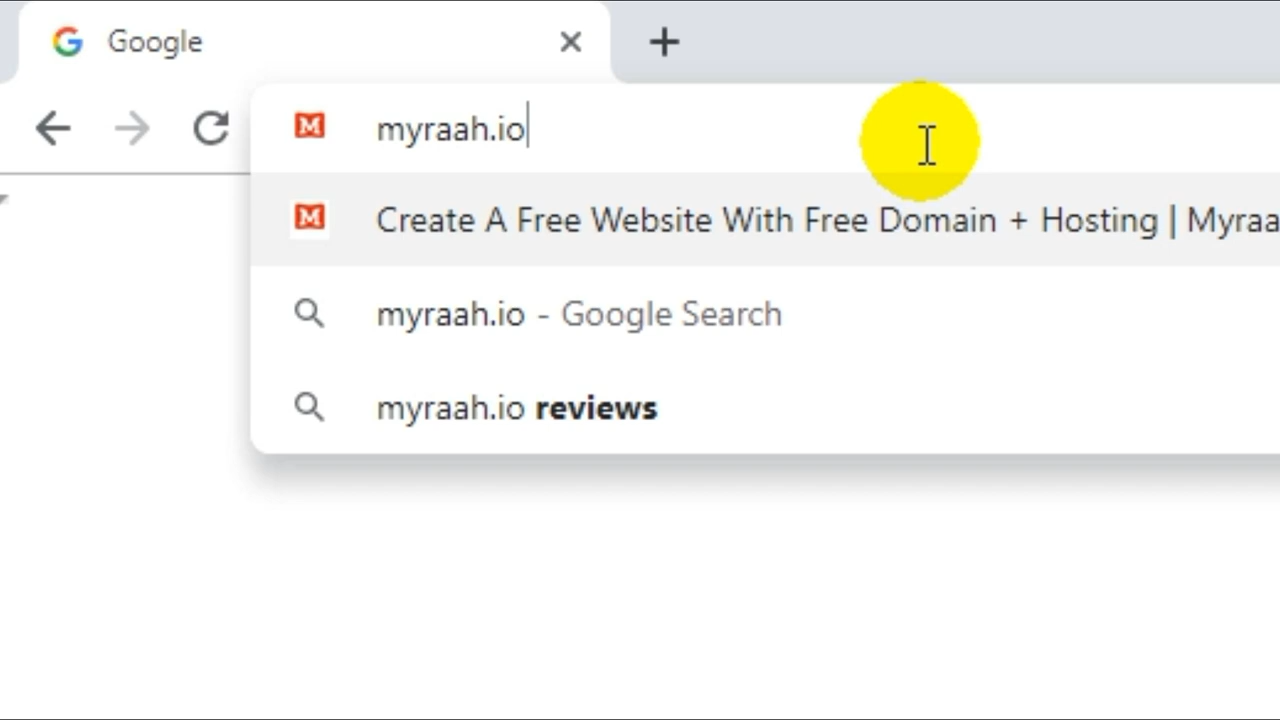 Google
myraah.io
Create A Free Website With Free Domain + Hosting | Myraa
myraah.io - Google Search
myraah.io reviews